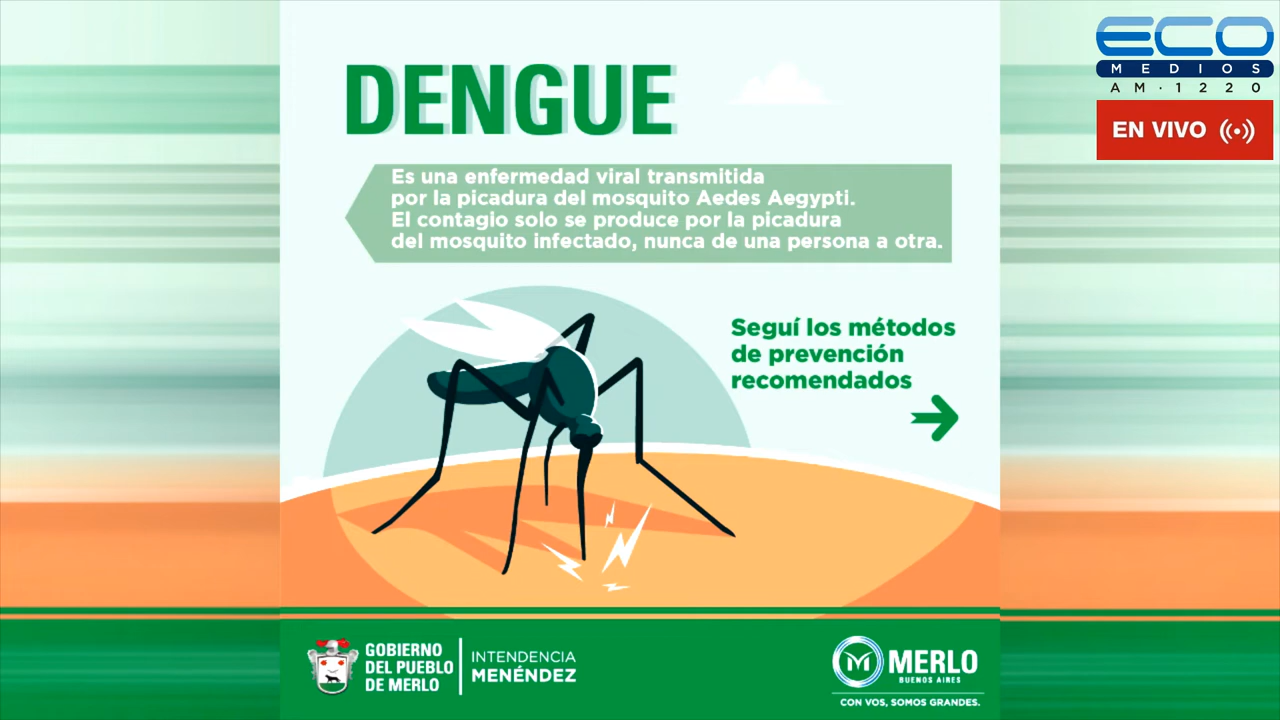 ECO
MEDIOS
AM·1220
EN VIVO
DENGUE
Es una enfermedad viral transmitida
por la picadura del mosquito Aedes Aegypti.
El contagio solo se produce por la picadura
del mosquito infectado, nunca de una persona a otra.
Seguí los métodos
de prevención
recomendados
GOBIERNO
DEL PUEBLO
DE MERLO
INTENDENCIA
MENÉNDEZ
M MERLO
BUENOS AIRES
CON VOS, SOMOS GRANDES.